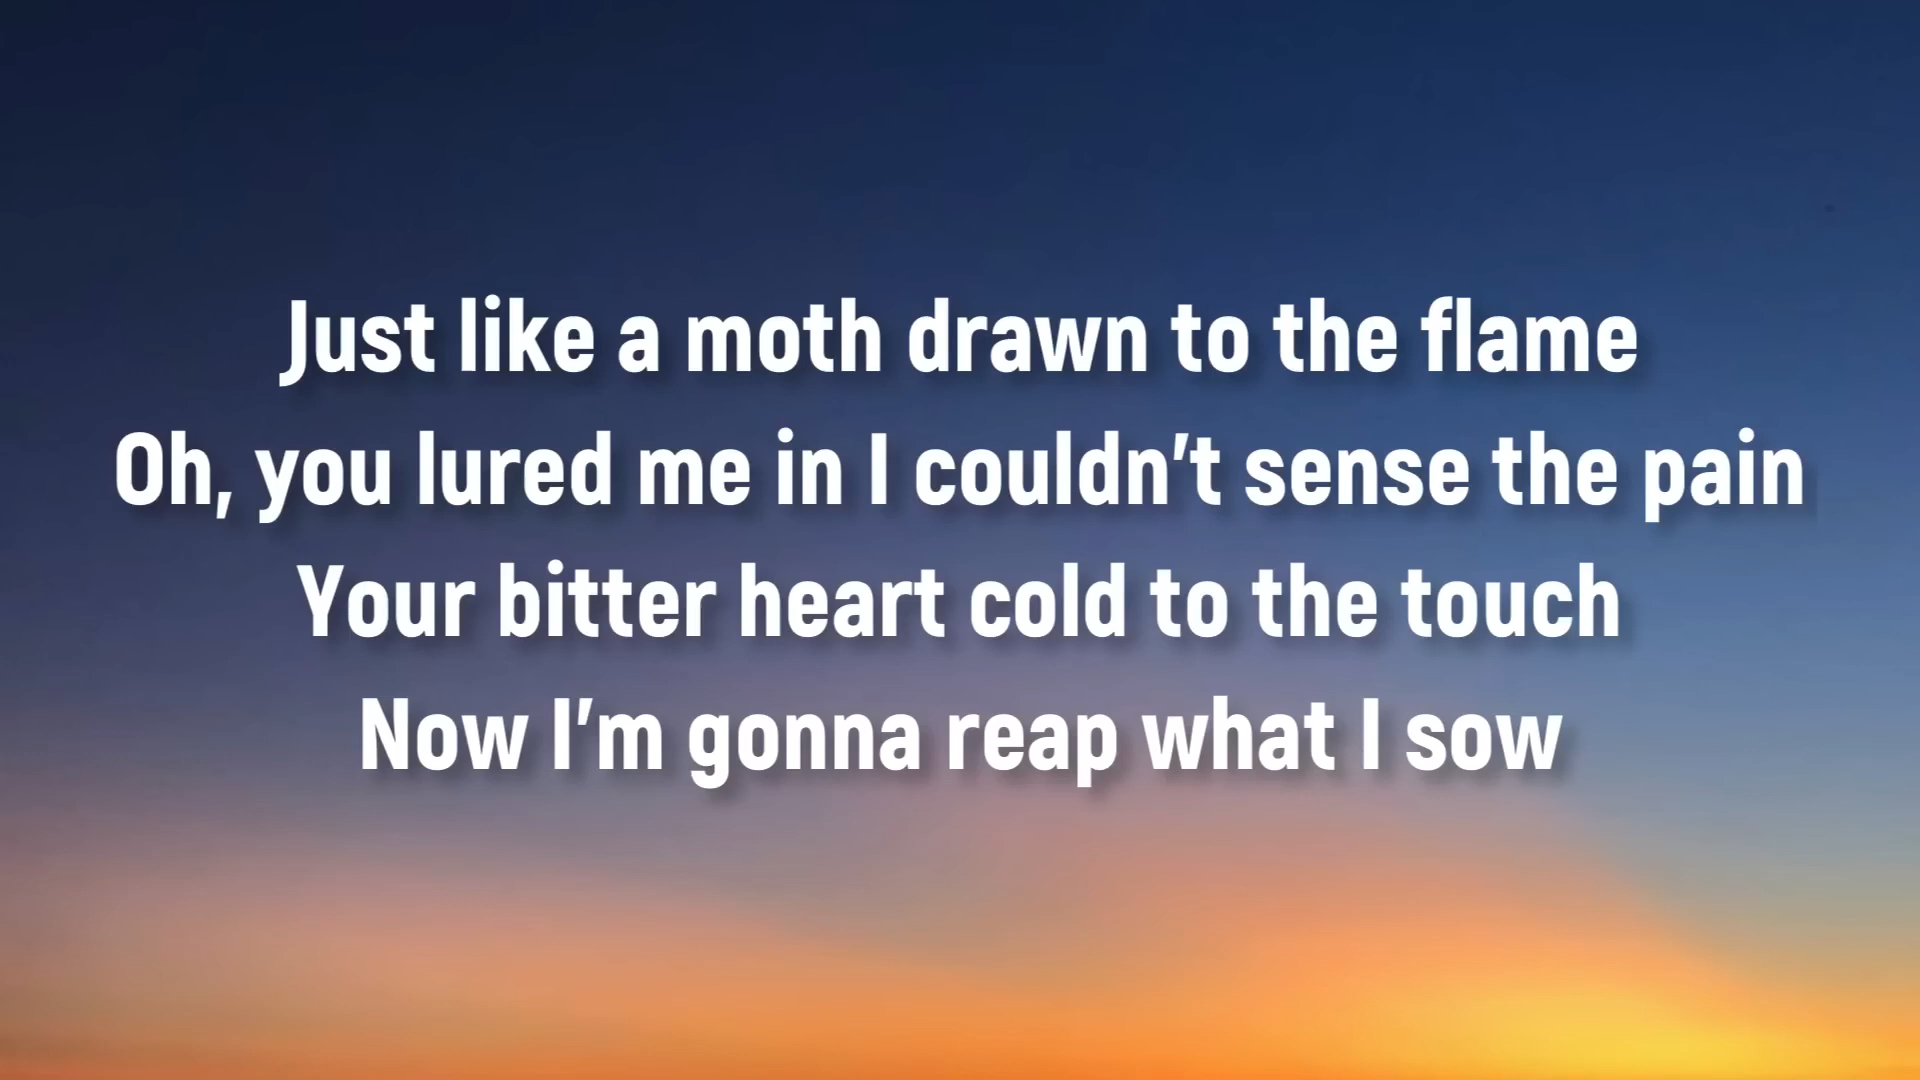 Just like a moth drawn to the flame
Oh, you lured me in I couldn't sense the pain
Your bitter heart cold to the touch
Now I'm gonna reap what I sow